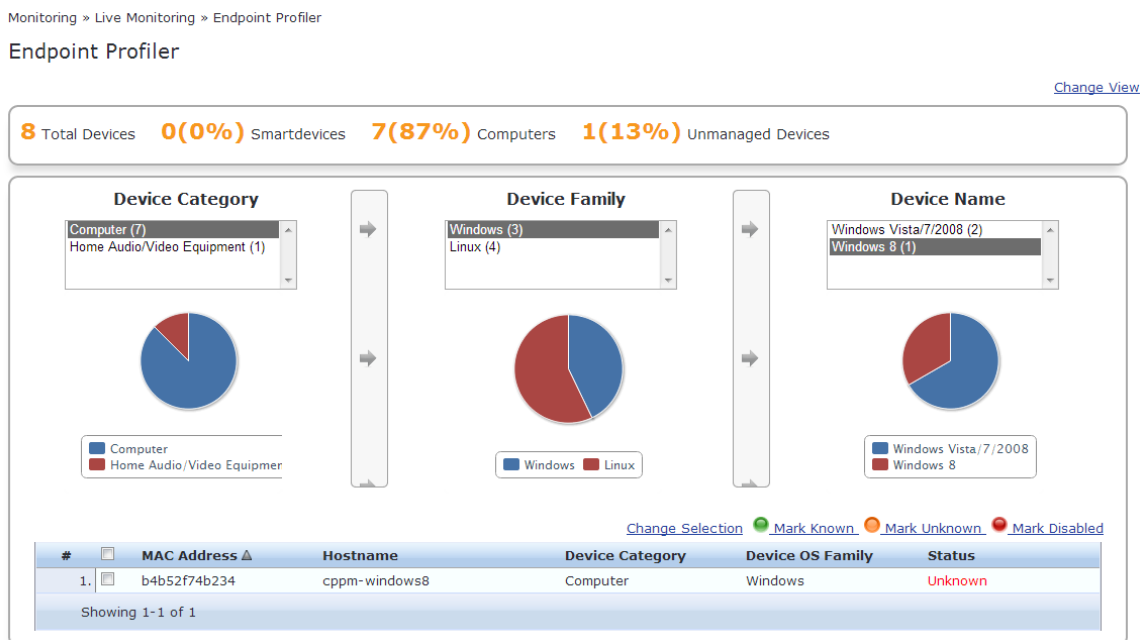 Monitoring » Live Monitoring » Endpoint Profiler
Endpoint Profiler
Change View
8 Total Devices 0(0%) Smartdevices 7(87%) Computers 1(13%) Unmanaged Devices
Device Category
Computer (7)
Home Audio/Video Equipment (1)
Computer
Home Audio/Video Equipmer
Device Family
Windows (3)
Linux (4)
Windows Linux
Device Name
Windows Vista/7/2008 (2)
Windows 8 (1)
Windows Vista/7/2008
Windows 8
Change Selection Mark Known Mark Unknown Mark Disabled
# MAC Address Hostname Device Category Device OS Family Status
1. b4b52f74b234 cppm-windows8 Computer Windows Unknown
Showing 1-1 of 1